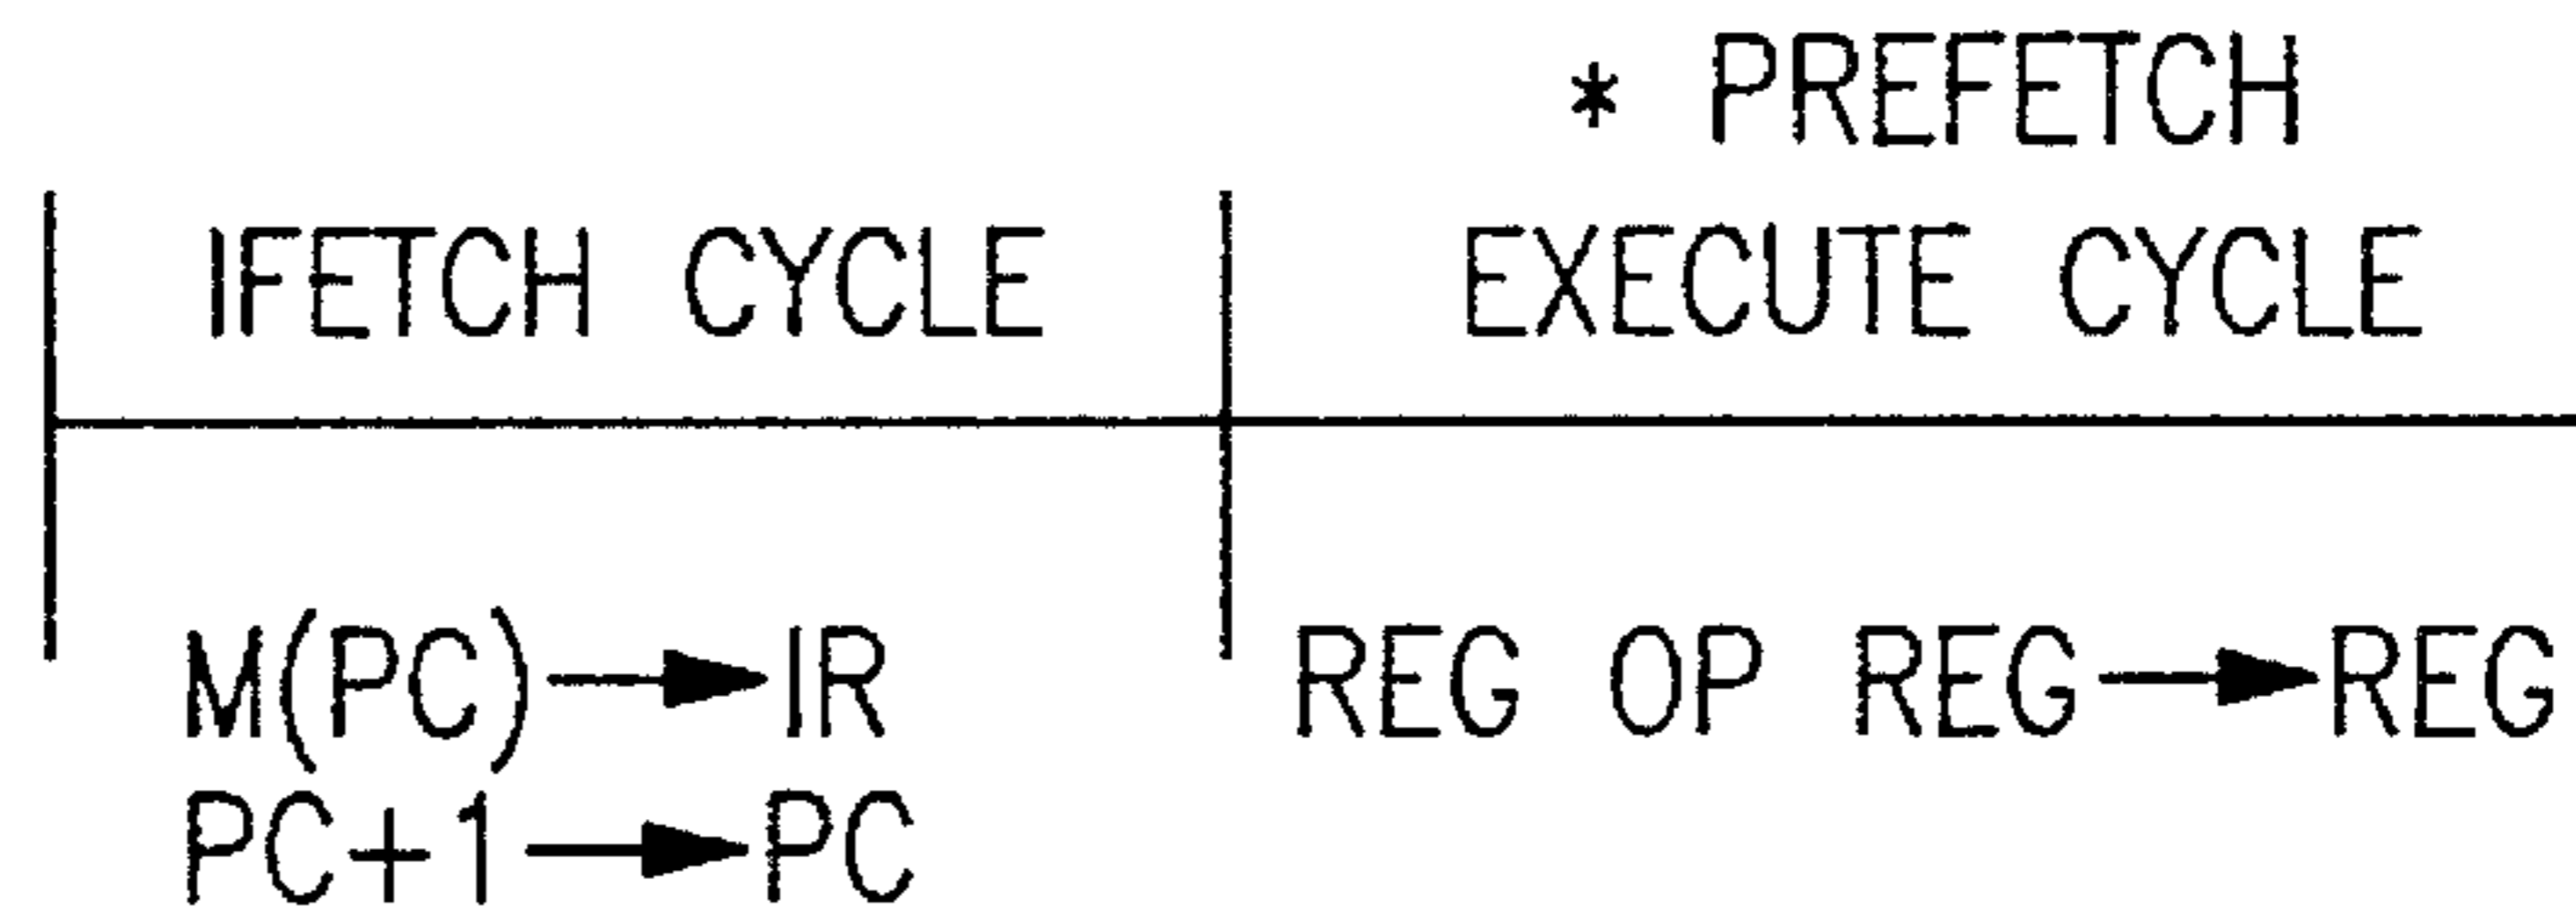 * PREFETCH
IFETCH CYCLE EXECUTE CYCLE
M(PC)→IR REG OP REG→REG
PC+1→PC